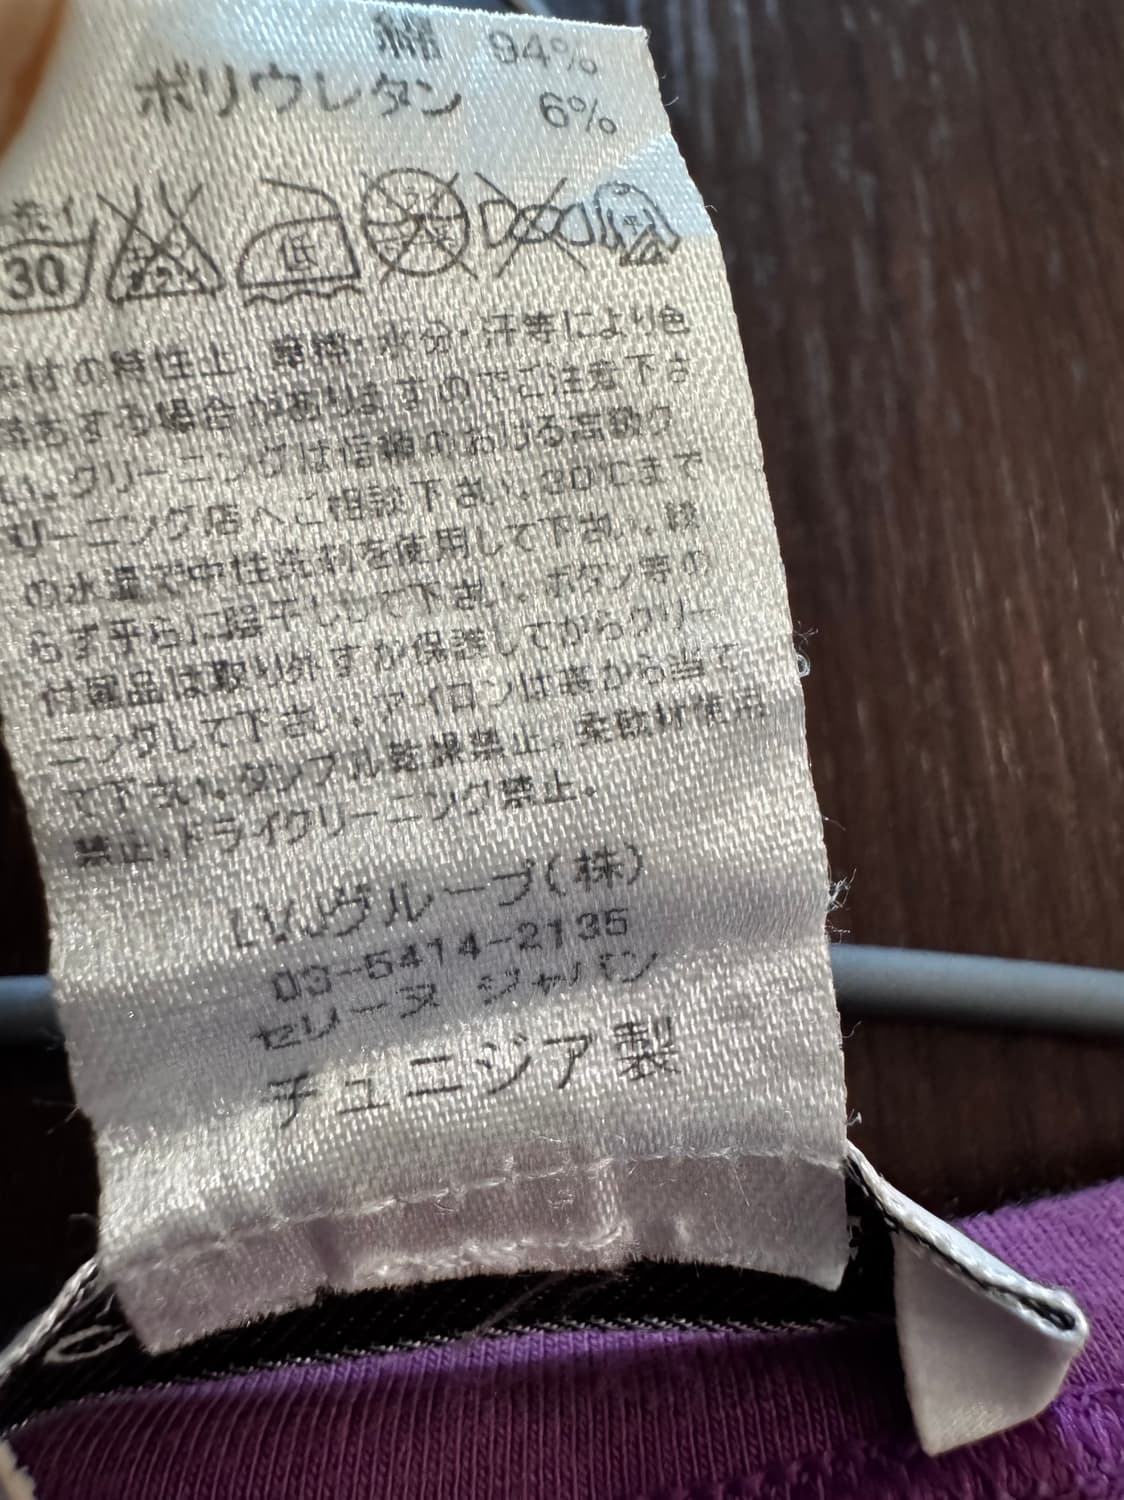 綿 94%
ポリウレタン 6%
30
低
平
素材の特性上、摩擦・水分・汗等により色
落ちする場合がありますのでご注意下さ
い。クリーニングは信頼のおける高級ク
リーニング店へご相談下さい。30℃まで
の水温で中性洗剤を使用して下さい。絞
らず平らに陰干しして下さい。ボタン等の
付属品は取り外すか保護してからクリー
ニングして下さい。アイロンは裏から当て
て下さい。タンブル乾燥禁止。柔軟材使用
禁止。ドライクリーニング禁止。
LVJグループ(株)
03-5414-2135
セリーヌ ジャパン
チュニジア製